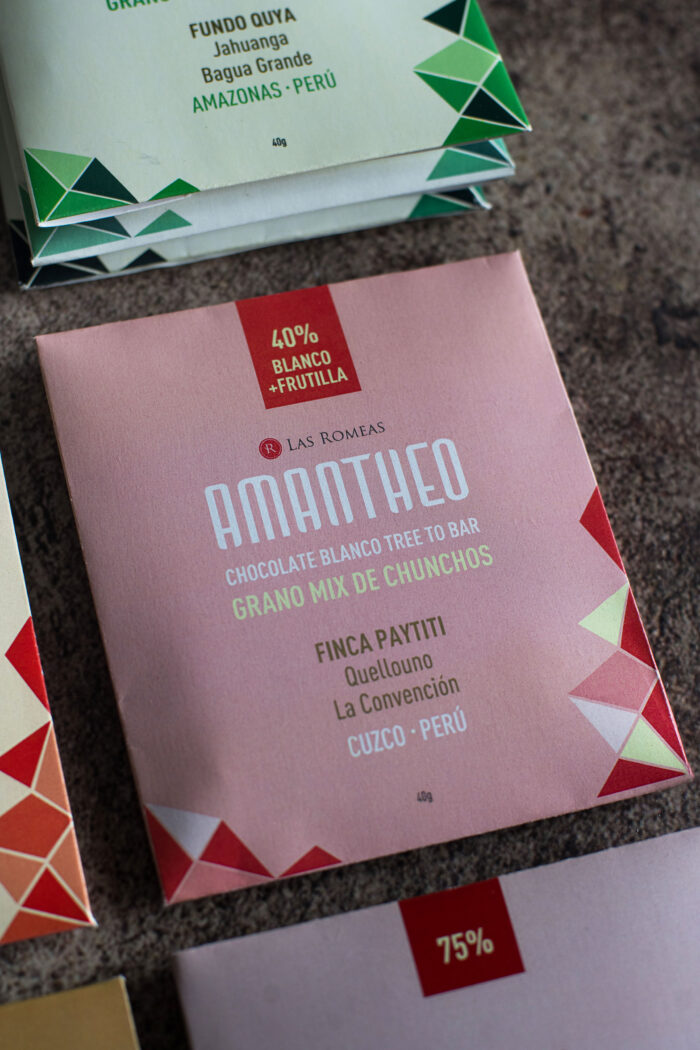 FUNDO QUYA
Jahuanga
Bagua Grande
AMAZONAS · PERÚ
40g
40%
BLANCO
+FRUTILLA
R LAS ROMEAS
AMANTHEO
CHOCOLATE BLANCO TREE TO BAR
GRANO MIX DE CHUNCHOS
FINCA PAYTITI
Quellouno
La Convención
CUZCO · PERÚ
40g
75%